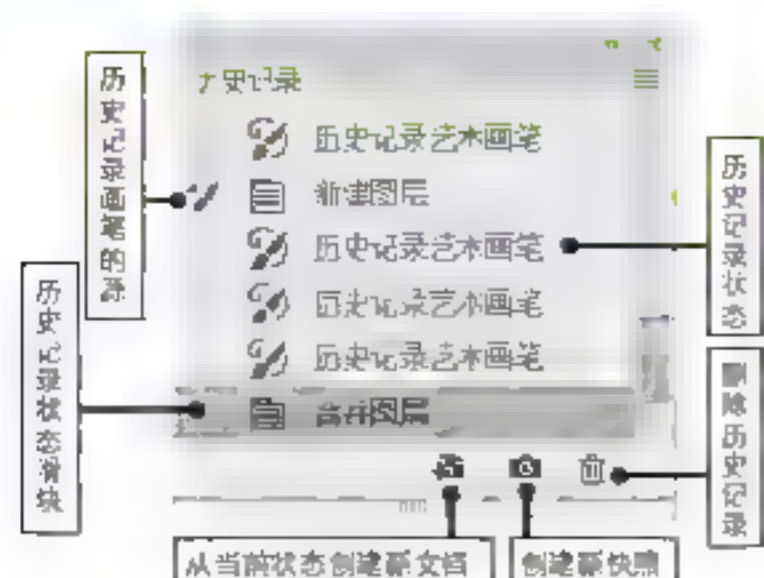 历史记录画笔的源
历史记录状态滑块
历史记录
历史记录艺术画笔
新建图层
历史记录艺术画笔
历史记录艺术画笔
历史记录艺术画笔
合并图层
历史记录状态
删除历史记录
从当前状态创建新文档
创建新快照